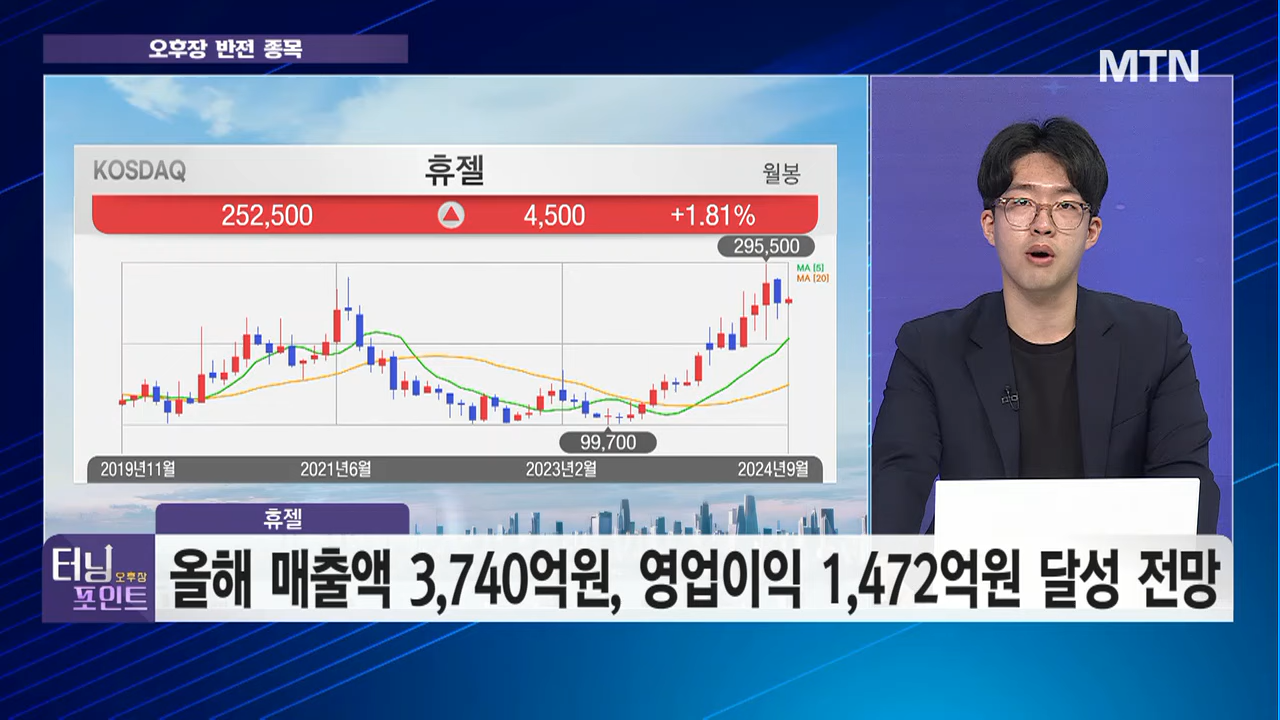 오후장 반전 종목
MTN
KOSDAQ 휴젤 월봉
252,500 4,500 +1.81%
295,500
MA [5]
MA [20]
99,700
2019년11월 2021년6월 2023년2월 2024년9월
휴젤
터닝 오후장
포인트
올해 매출액 3,740억원, 영업이익 1,472억원 달성 전망